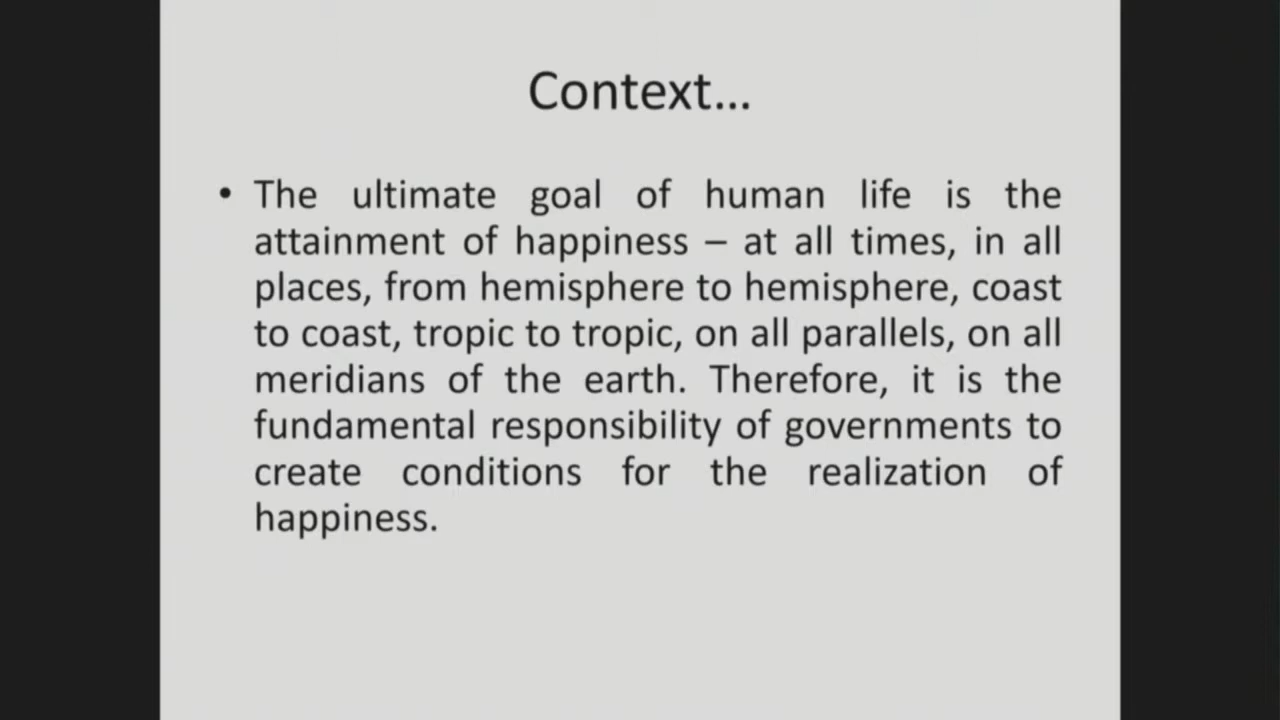 Context...
• The ultimate goal of human life is the
attainment of happiness – at all times, in all
places, from hemisphere to hemisphere, coast
to coast, tropic to tropic, on all parallels, on all
meridians of the earth. Therefore, it is the
fundamental responsibility of governments to
create conditions for the realization of
happiness.